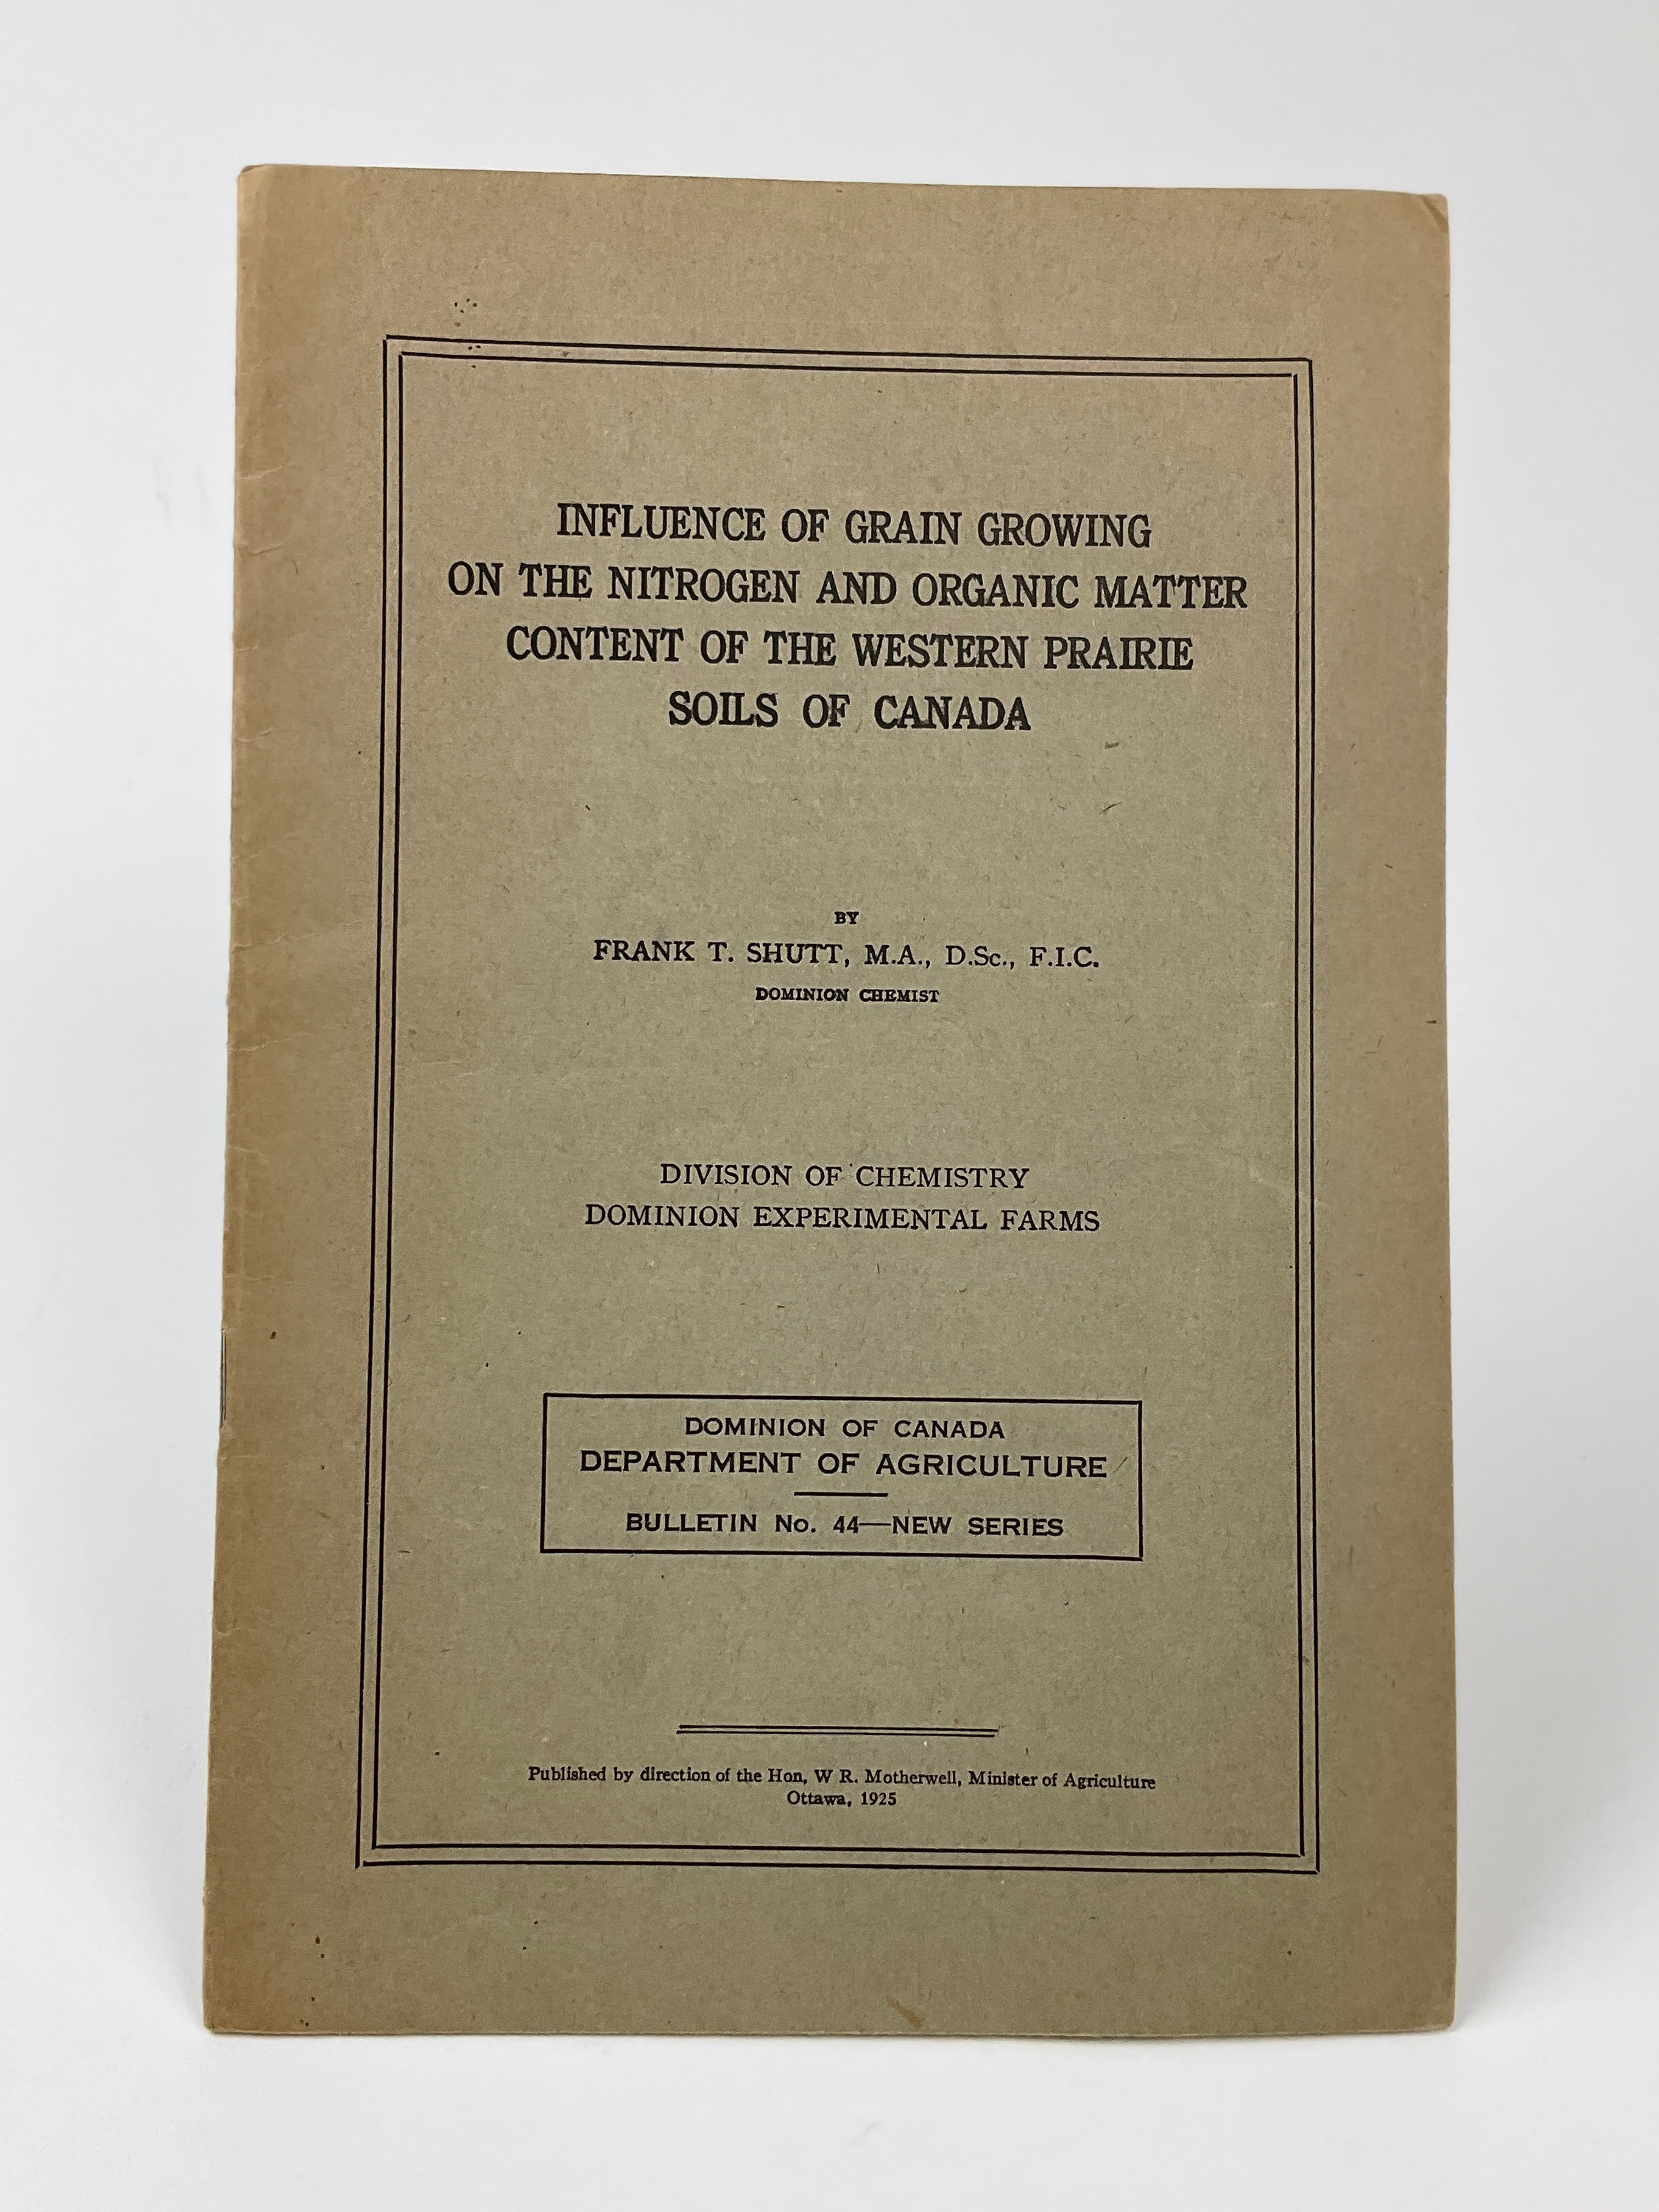 INFLUENCE OF GRAIN GROWING
ON THE NITROGEN AND ORGANIC MATTER
CONTENT OF THE WESTERN PRAIRIE
SOILS OF CANADA
BY
FRANK T. SHUTT, M.A., D.Sc., F.I.C.
DOMINION CHEMIST
DIVISION OF CHEMISTRY
DOMINION EXPERIMENTAL FARMS
DOMINION OF CANADA
DEPARTMENT OF AGRICULTURE
BULLETIN No. 44—NEW SERIES
Published by direction of the Hon, W R. Motherwell, Minister of Agriculture
Ottawa, 1925